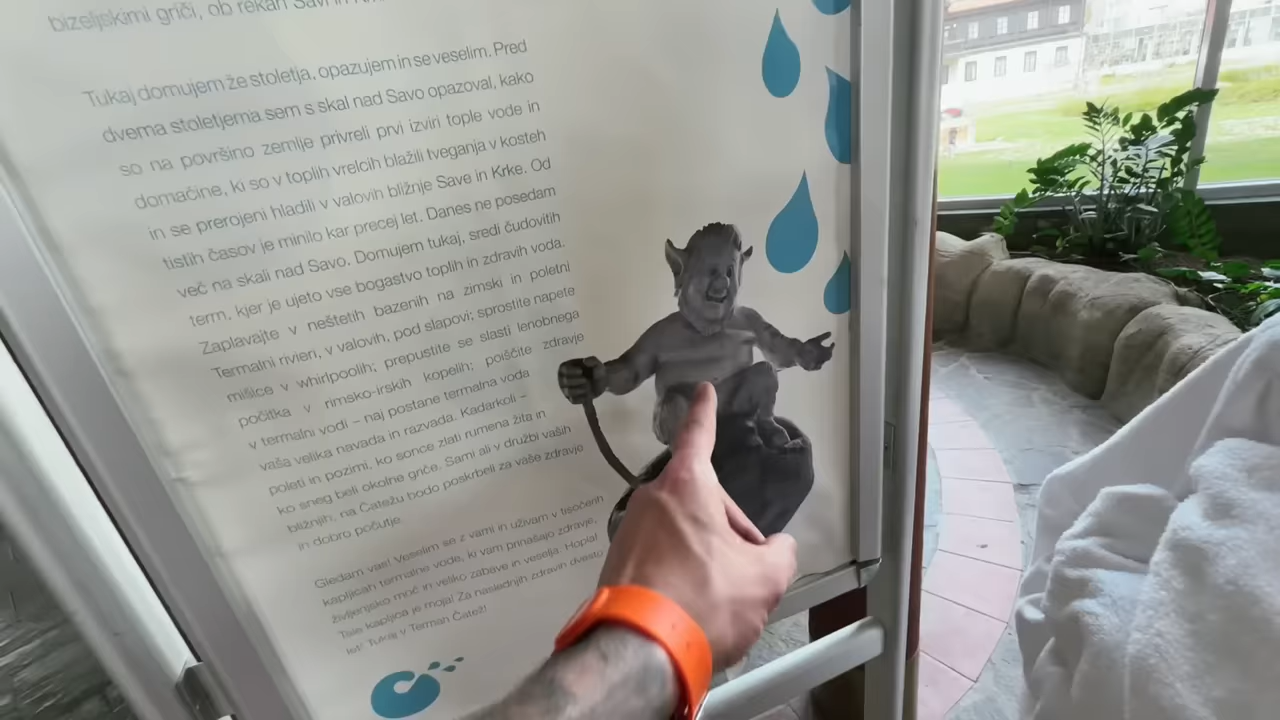 bizeljskimi griči, ob rekah Savi in
Tukaj domujem že stoletja, opazujem in se veselim. Pred
dvema stoletjema sem s skal nad Savo opazoval, kako
so na površino zemlje privreli prvi izviri tople vode in
domačine, ki so v toplih vrelcih blažili tveganja v kosteh
in se prerojeni hladili v valovih bližnje Save in Krke. Od
tistih časov je minilo kar precej let. Danes ne posedam
več na skali nad Savo. Domujem tukaj, sredi čudovitih
term, kjer je ujeto vse bogastvo toplih in zdravih voda.
Zaplavajte v neštetih bazenih na zimski in poletni
Termalni rivieri, v valovih, pod slapovi; sprostite napete
mišice v whirlpoolih; prepustite se slasti lenobnega
počitka v rimsko-irskih kopelih; poiščite zdravje
v termalni vodi – naj postane termalna voda
vaša velika navada in razvada. Kadarkoli –
poleti in pozimi, ko sonce zlati rumena žita in
ko sneg beli okolne griče. Sami ali v družbi vaših
bližnjih, na Čatežu bodo poskrbeli za vaše zdravje
in dobro počutje.
Gledam vas! Veselim se z vami in uživam v tisočerih
kapljicah termalne vode, ki vam prinašajo zdravje,
življenjsko moč in veliko zabave in veselja. Hopla!
Tale kapljica je moja! Za naslednjih zdravih dvesto
let! Tukaj v Termah Čatež!